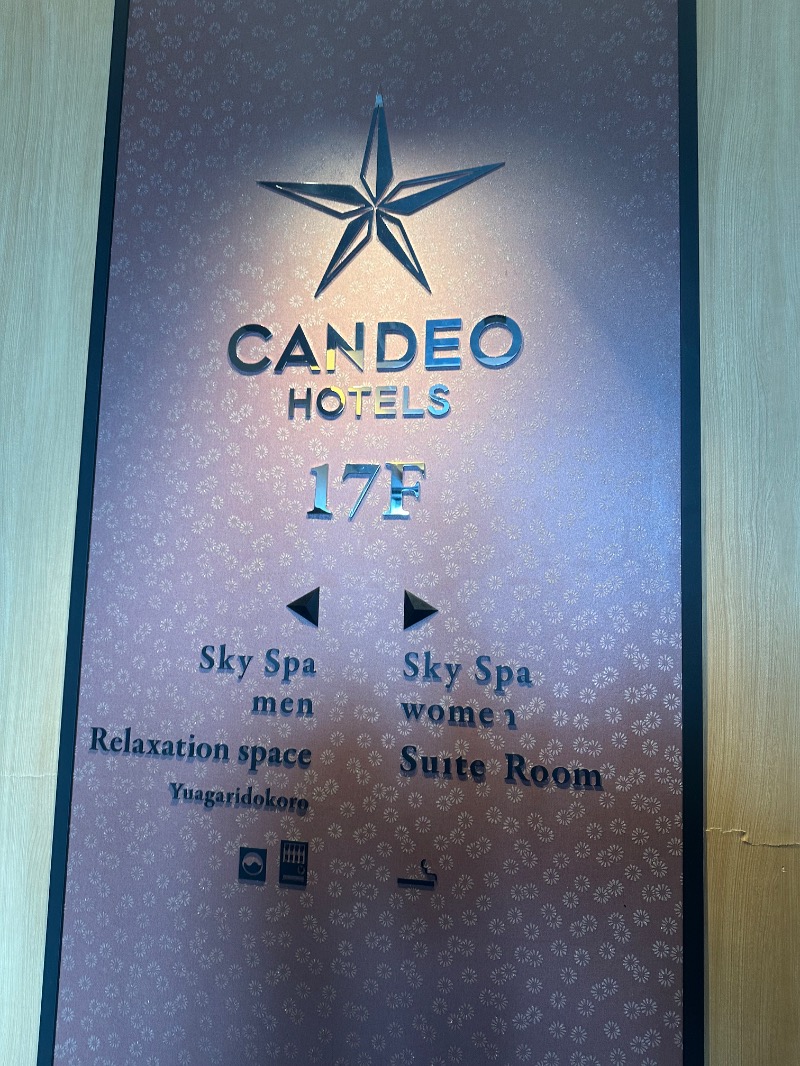 CANDEO
HOTELS
17F
Sky Spa
men
Relaxation space
Yuagaridokoro
Sky Spa
women
Suite Room